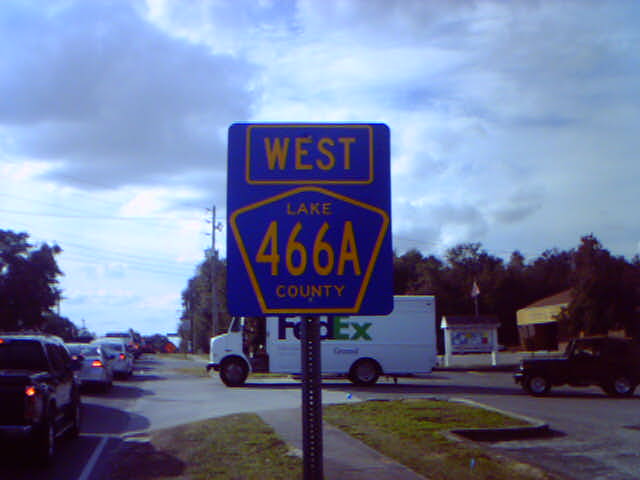 WEST
LAKE
466A
COUNTY
FedEx
Ground